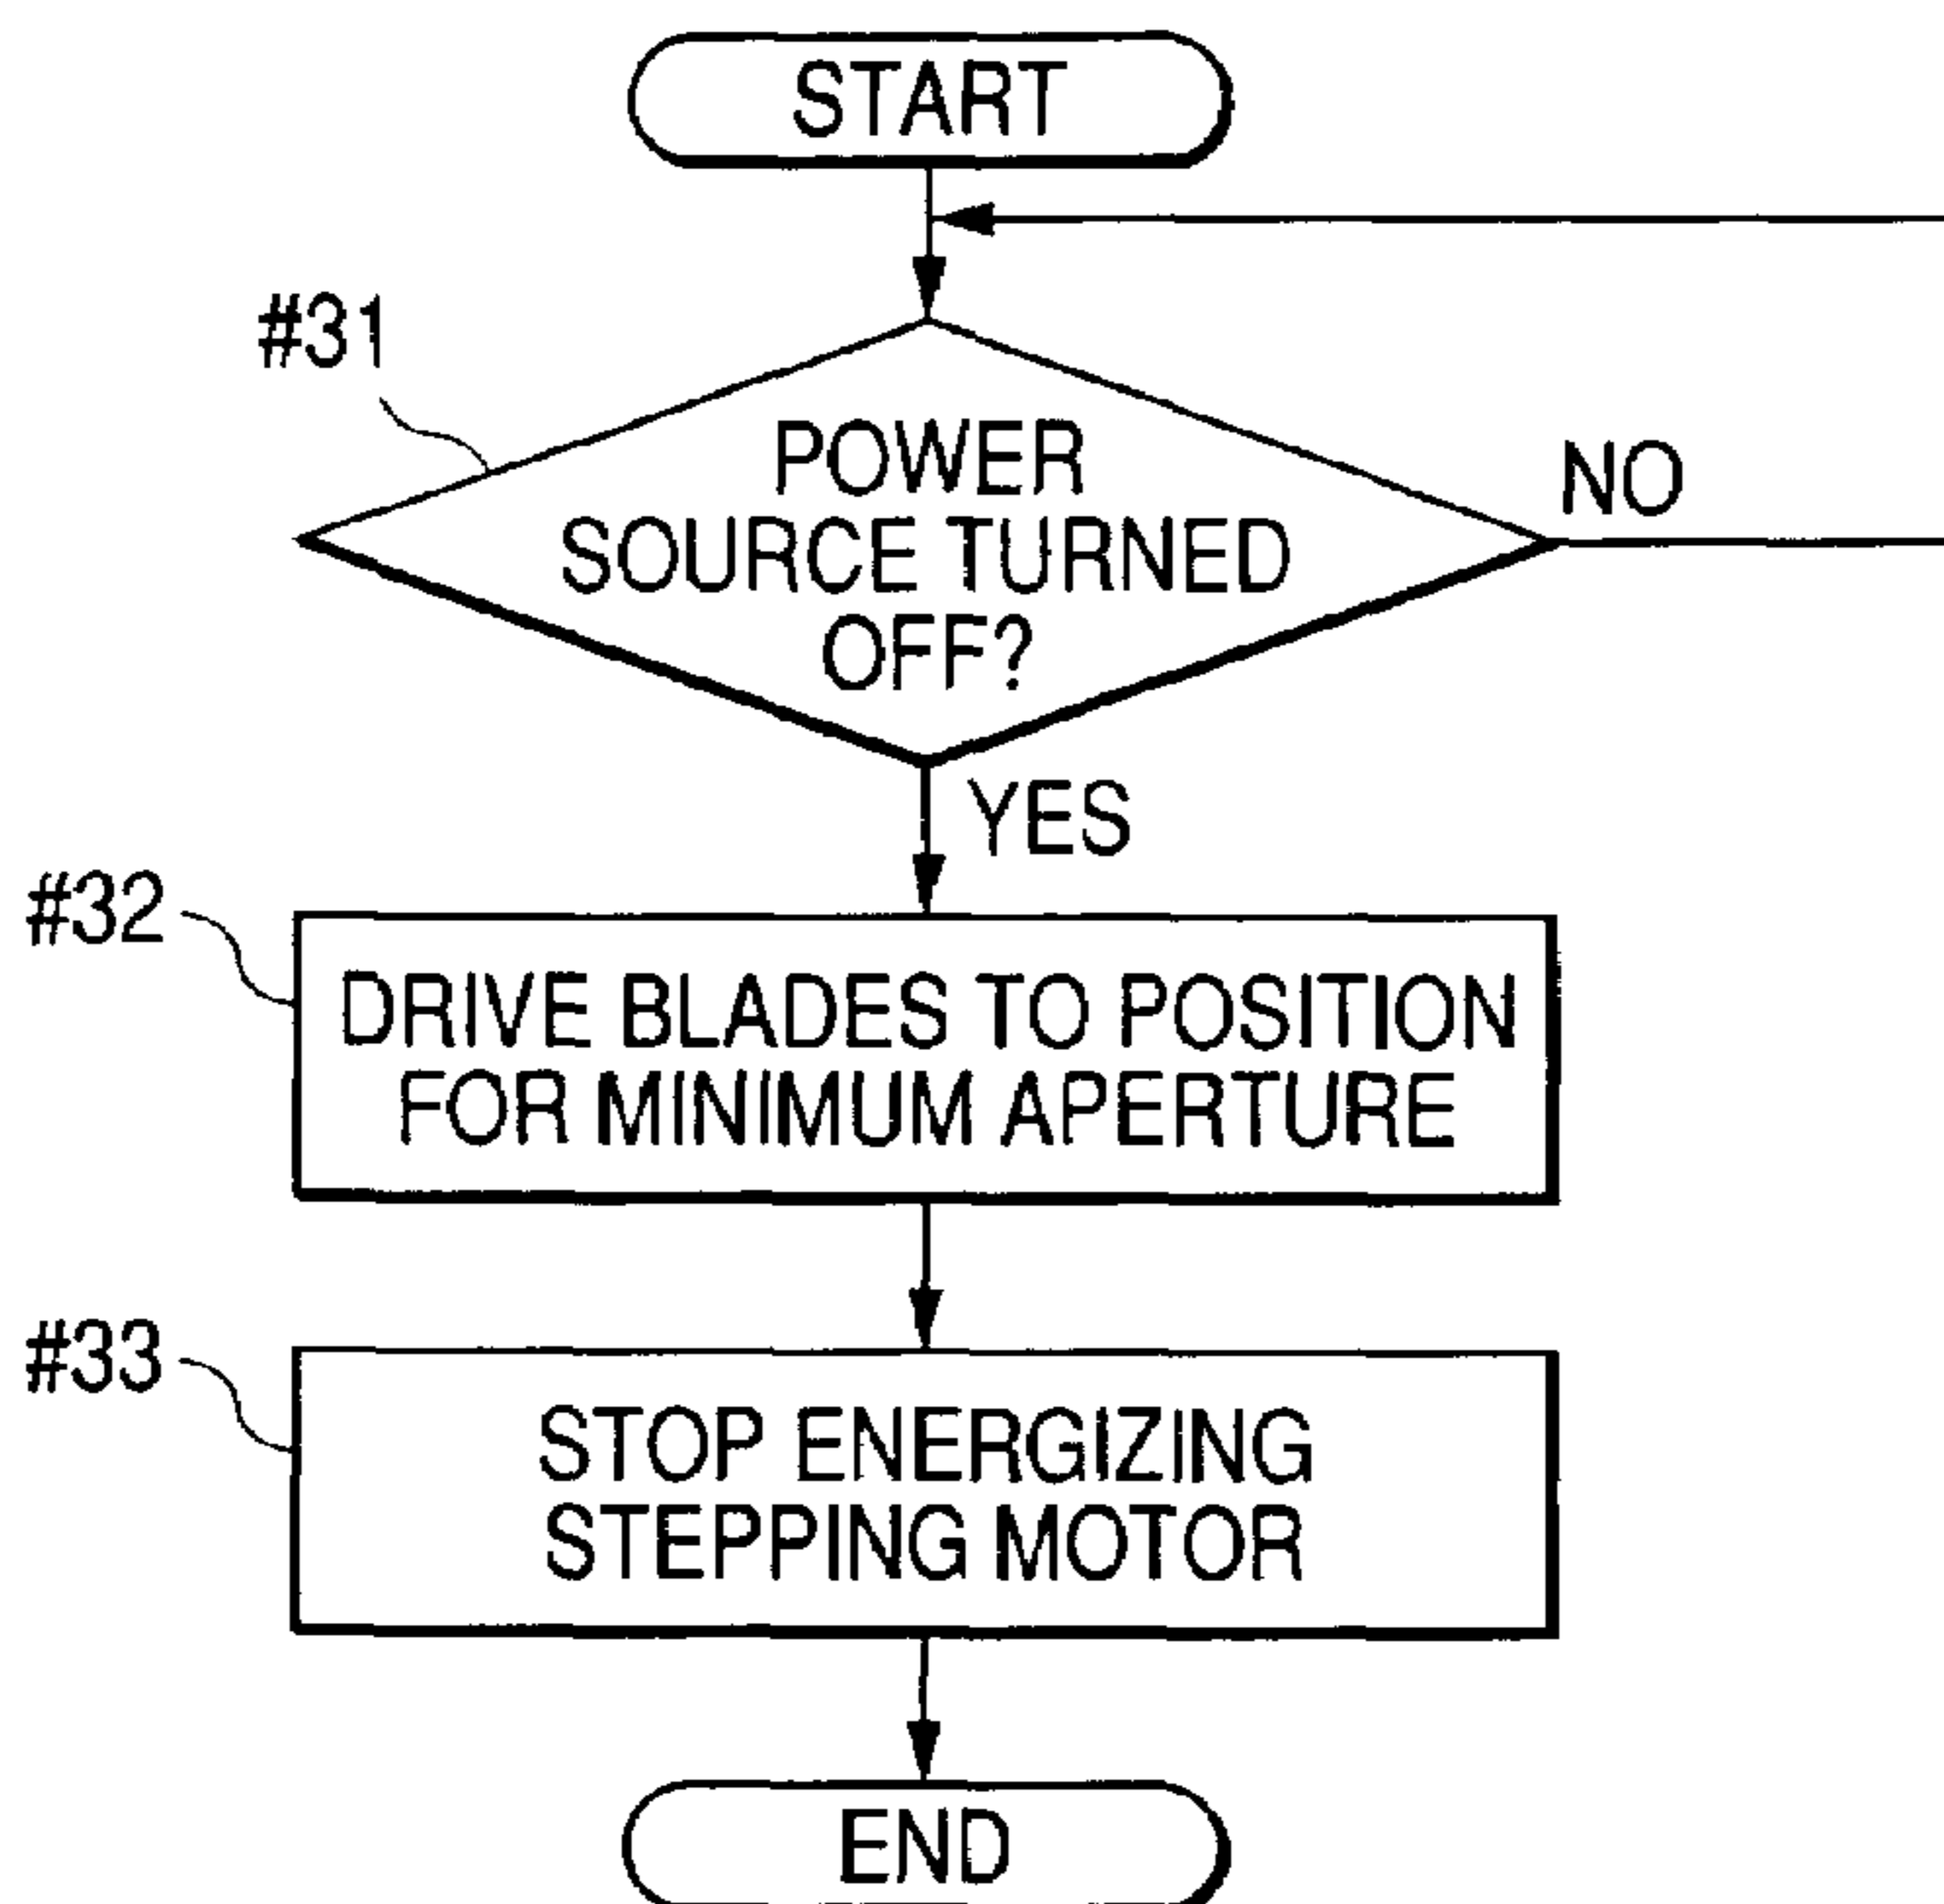 START
#31
POWER
SOURCE TURNED
OFF?
NO
YES
#32
DRIVE BLADES TO POSITION
FOR MINIMUM APERTURE
#33
STOP ENERGIZING
STEPPING MOTOR
END